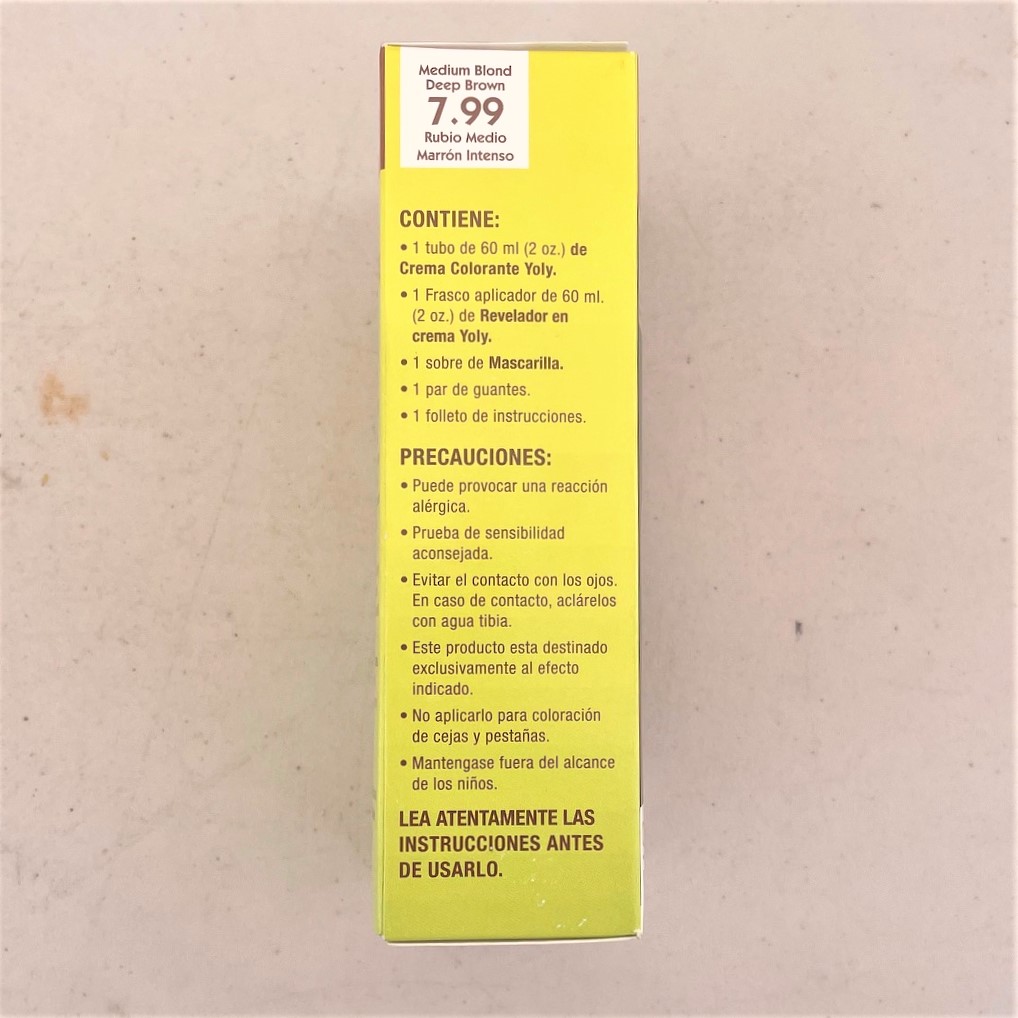 Medium Blond
Deep Brown
7.99
Rubio Medio
Marrón Intenso
CONTIENE:
• 1 tubo de 60 ml (2 oz.) de
Crema Colorante Yoly.
• 1 Frasco aplicador de 60 ml.
(2 oz.) de Revelador en
crema Yoly.
• 1 sobre de Mascarilla.
• 1 par de guantes.
• 1 folleto de instrucciones.
PRECAUCIONES:
• Puede provocar una reacción
alérgica.
• Prueba de sensibilidad
aconsejada.
• Evitar el contacto con los ojos.
En caso de contacto, aclárelos
con agua tibia.
• Este producto esta destinado
exclusivamente al efecto
indicado.
• No aplicarlo para coloración
de cejas y pestañas.
• Mantengase fuera del alcance
de los niños.
LEA ATENTAMENTE LAS
INSTRUCCIONES ANTES
DE USARLO.